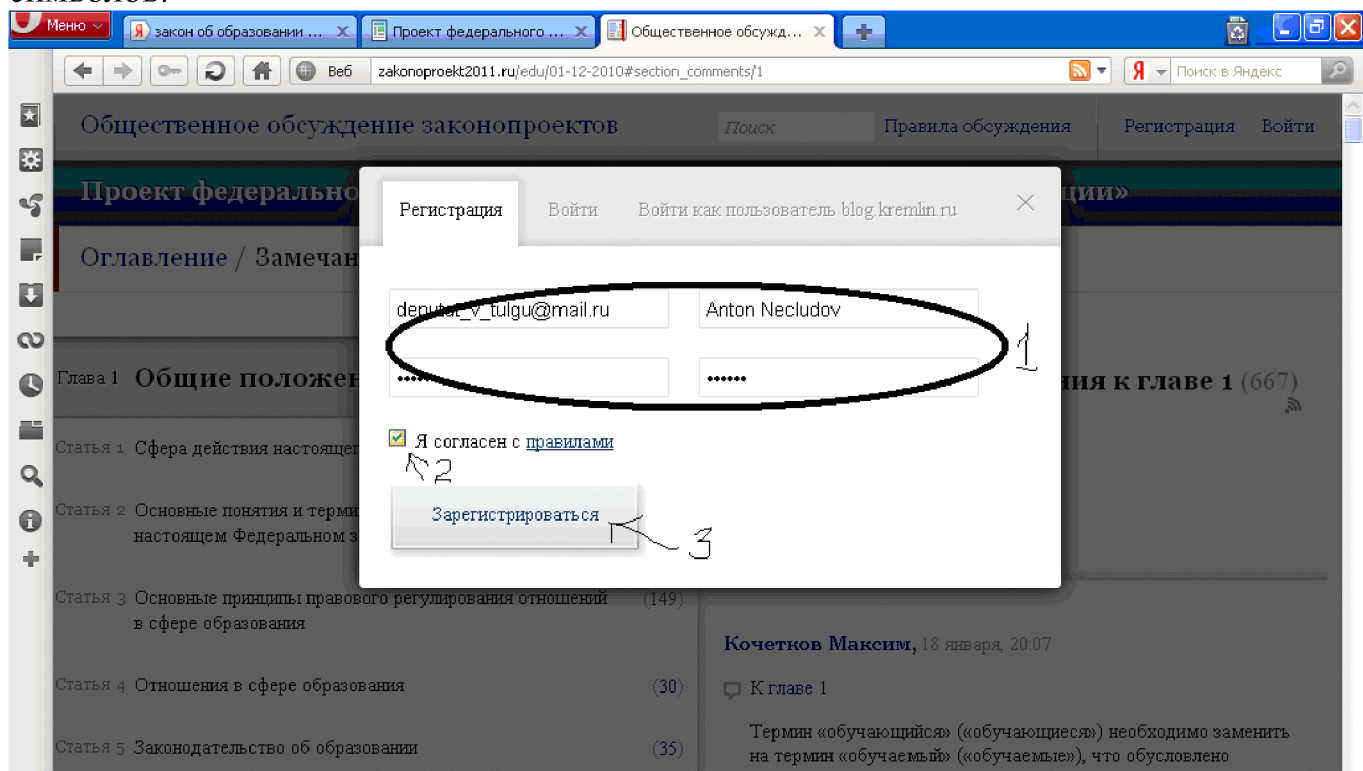 символов.
Меню
закон об образовании ...
Проект федерального ...
Общественное обсужд...
Веб
zakonoproekt2011.ru/edu/01-12-2010#section_comments/1
Поиск в Яндекс
Общественное обсуждение законопроектов
Поиск
Правила обсуждения
Регистрация
Войти
Проект федерально
ции»
Регистрация
Войти
Войти как пользователь blog.kremlin.ru
Оглавление / Замечан
deputat_v_tulgu@mail.ru
Anton Necludov
1
•••••• ••••••
Глава 1 Общие положен
ния к главе 1 (667)
Я согласен с правилами
2
Статья 1 Сфера действия настоящег
Зарегистрироваться
3
Статья 2 Основные понятия и терми
настоящем Федеральном з
Статья 3 Основные принципы правового регулирования отношений (149)
в сфере образования
Кочетков Максим, 18 января, 20:07
Статья 4 Отношения в сфере образования (30)
К главе 1
Термин «обучающийся» («обучающиеся») необходимо заменить
на термин «обучаемый» («обучаемые»), что обусловлено
Статья 5 Законодательство об образовании (35)